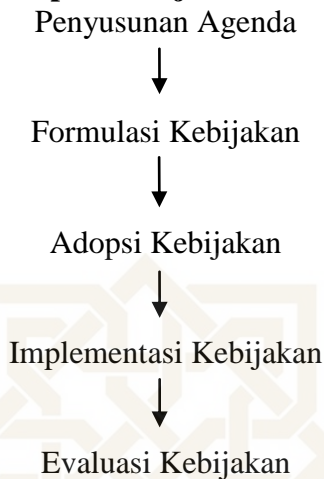 Penyusunan Agenda
Formulasi Kebijakan
Adopsi Kebijakan
Implementasi Kebijakan
Evaluasi Kebijakan